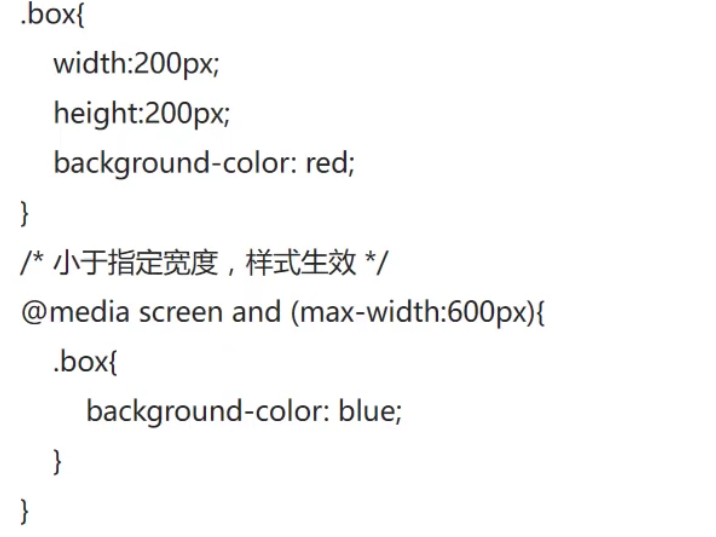 .box{
width:200px;
height:200px;
background-color: red;
}
/* 小于指定宽度，样式生效 */
@media screen and (max-width:600px){
.box{
background-color: blue;
}
}